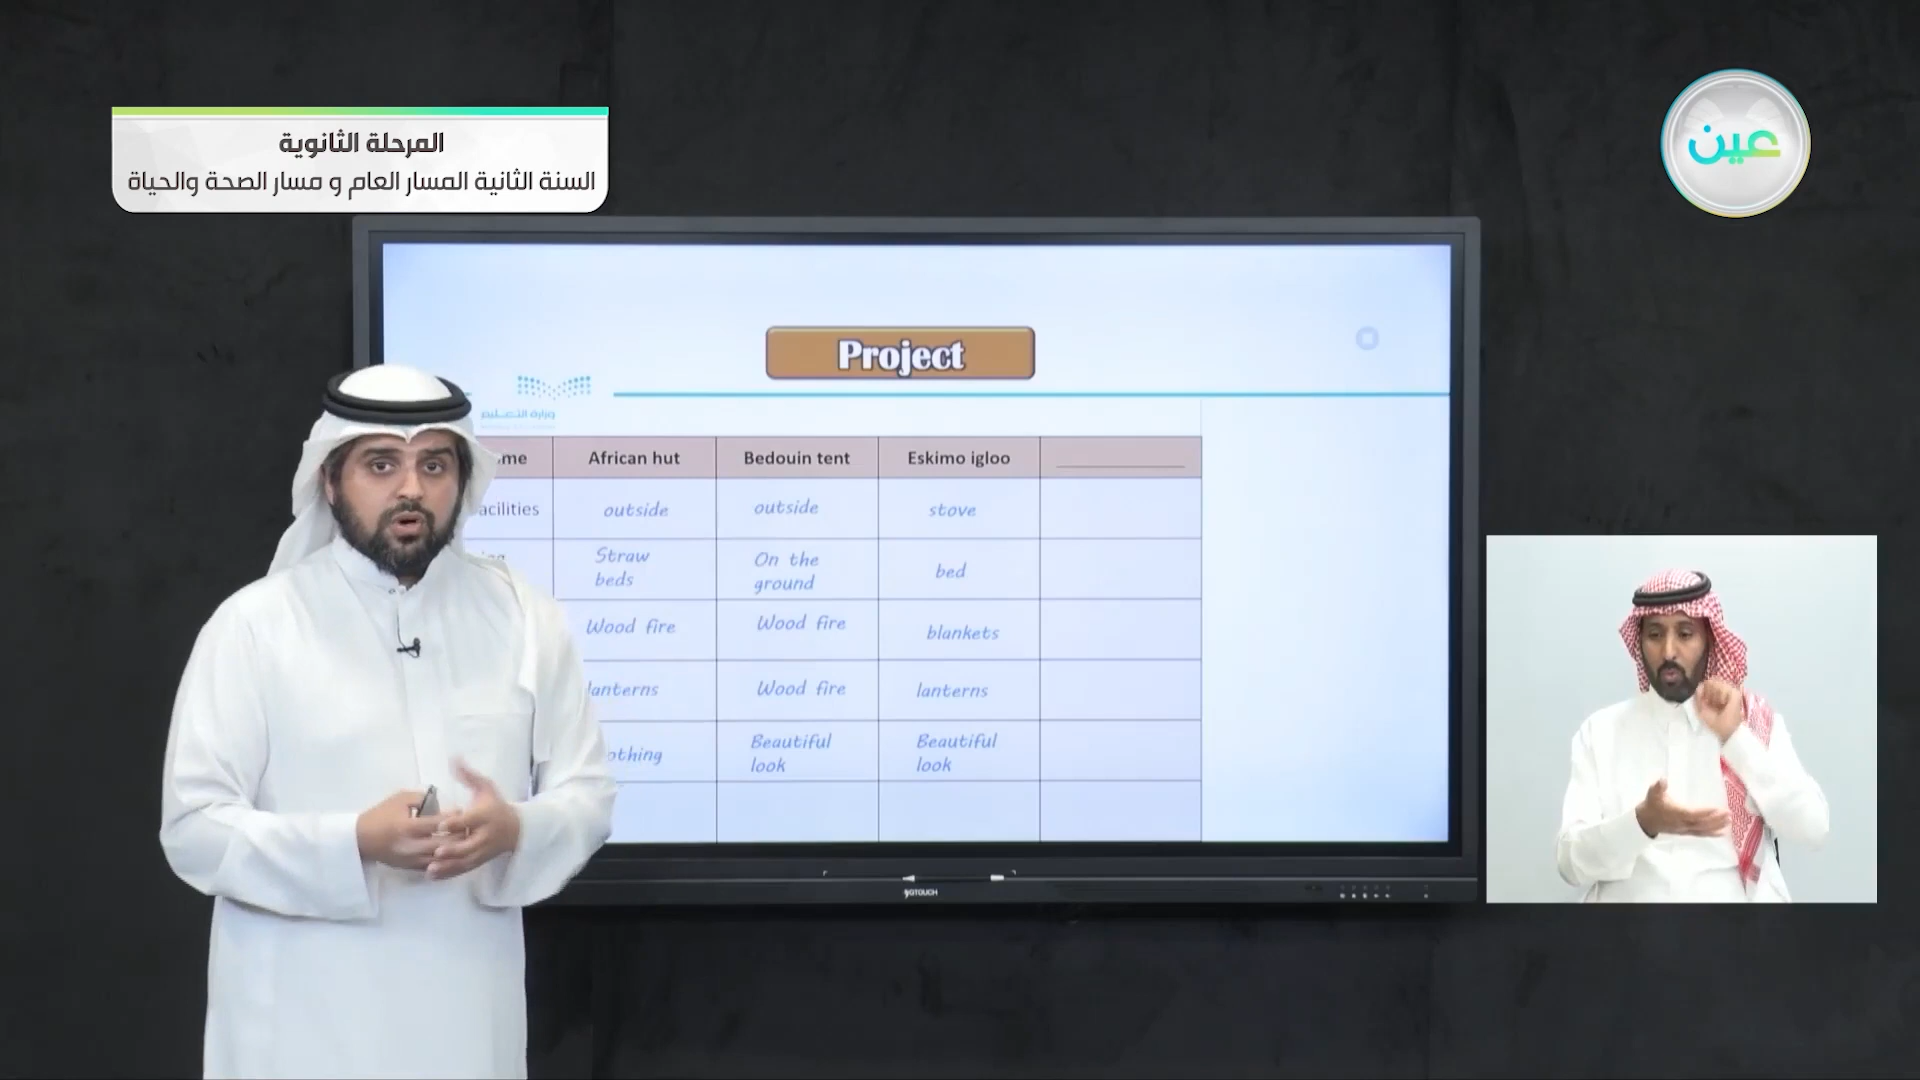 المرحلة الثانوية
السنة الثانية المسار العام و مسار الصحة والحياة
عين
Project
وزارة التعليم
African hut
Bedouin tent
Eskimo igloo
outside
outside
stove
Straw
beds
On the
ground
bed
Wood fire
Wood fire
blankets
lanterns
Wood fire
lanterns
Beautiful
look
Beautiful
look